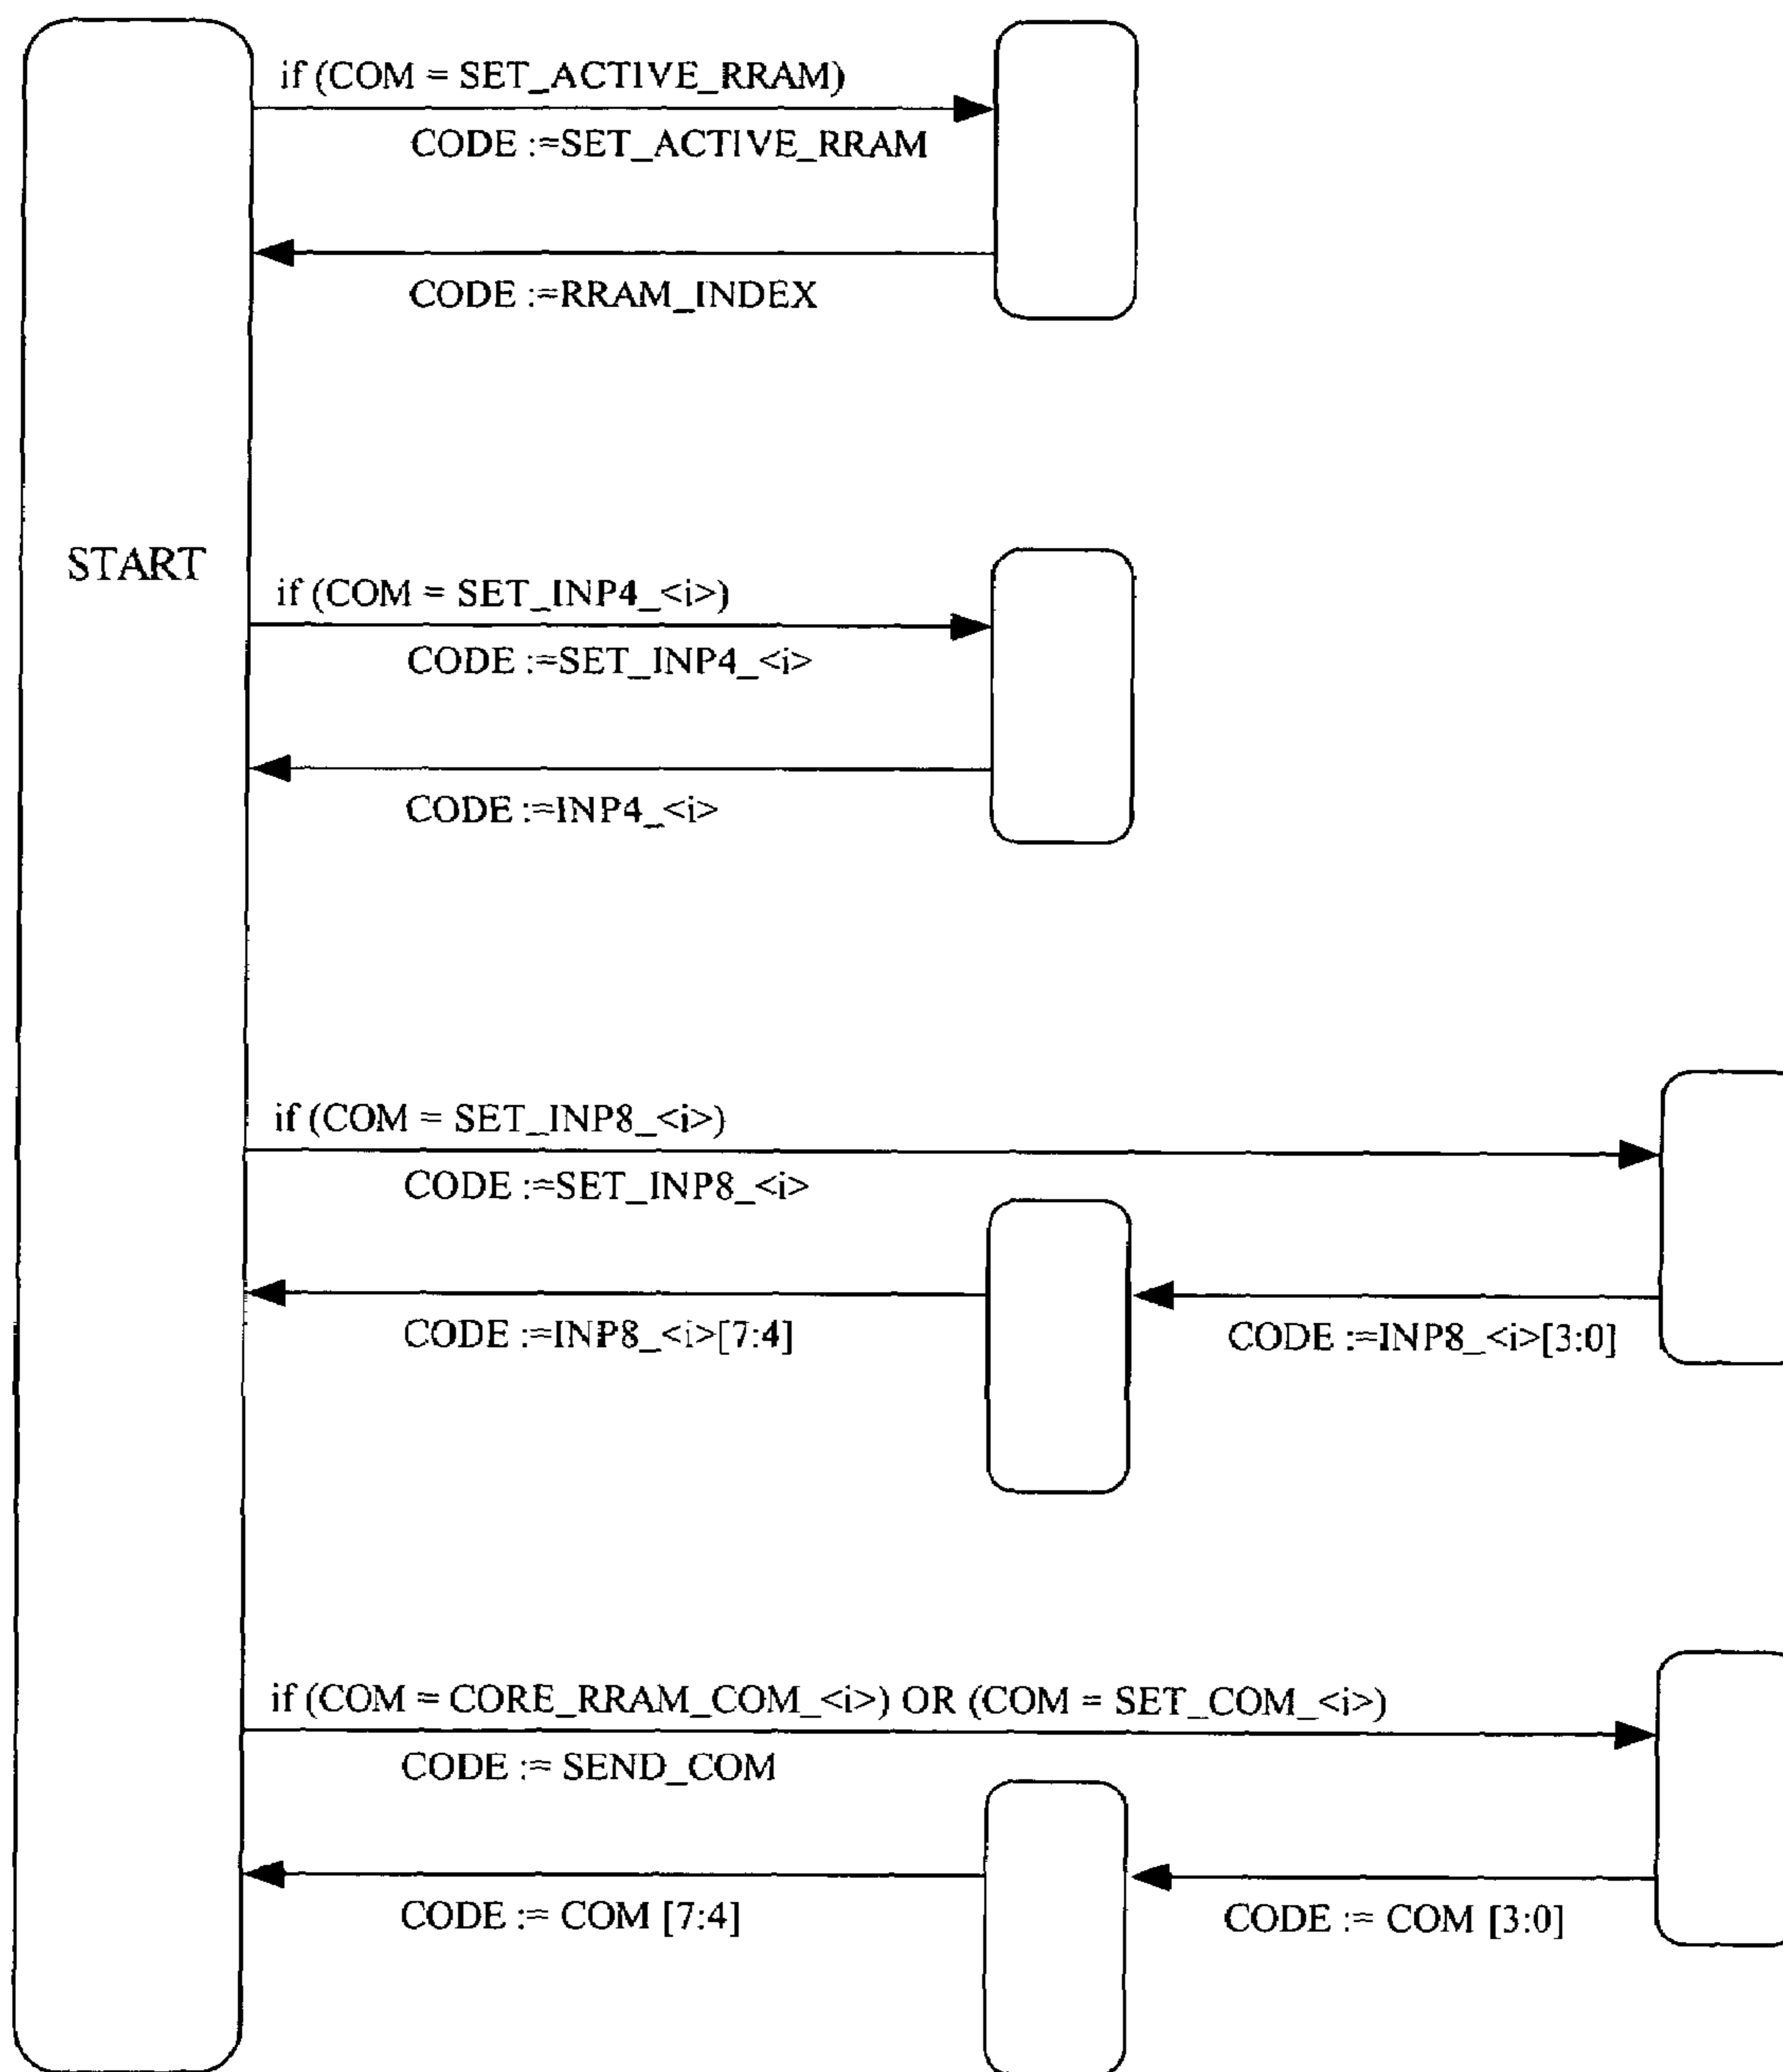 if (COM = SET_ACTIVE_RRAM)
CODE :=SET_ACTIVE_RRAM
CODE :=RRAM_INDEX
START
if (COM = SET_INP4_<i>)
CODE :=SET_INP4_<i>
CODE :=INP4_<i>
if (COM = SET_INP8_<i>)
CODE :=SET_INP8_<i>
CODE :=INP8_<i>[7:4]
CODE :=INP8_<i>[3:0]
if (COM = CORE_RRAM_COM_<i>) OR (COM = SET_COM_<i>)
CODE := SEND_COM
CODE := COM [7:4]
CODE := COM [3:0]